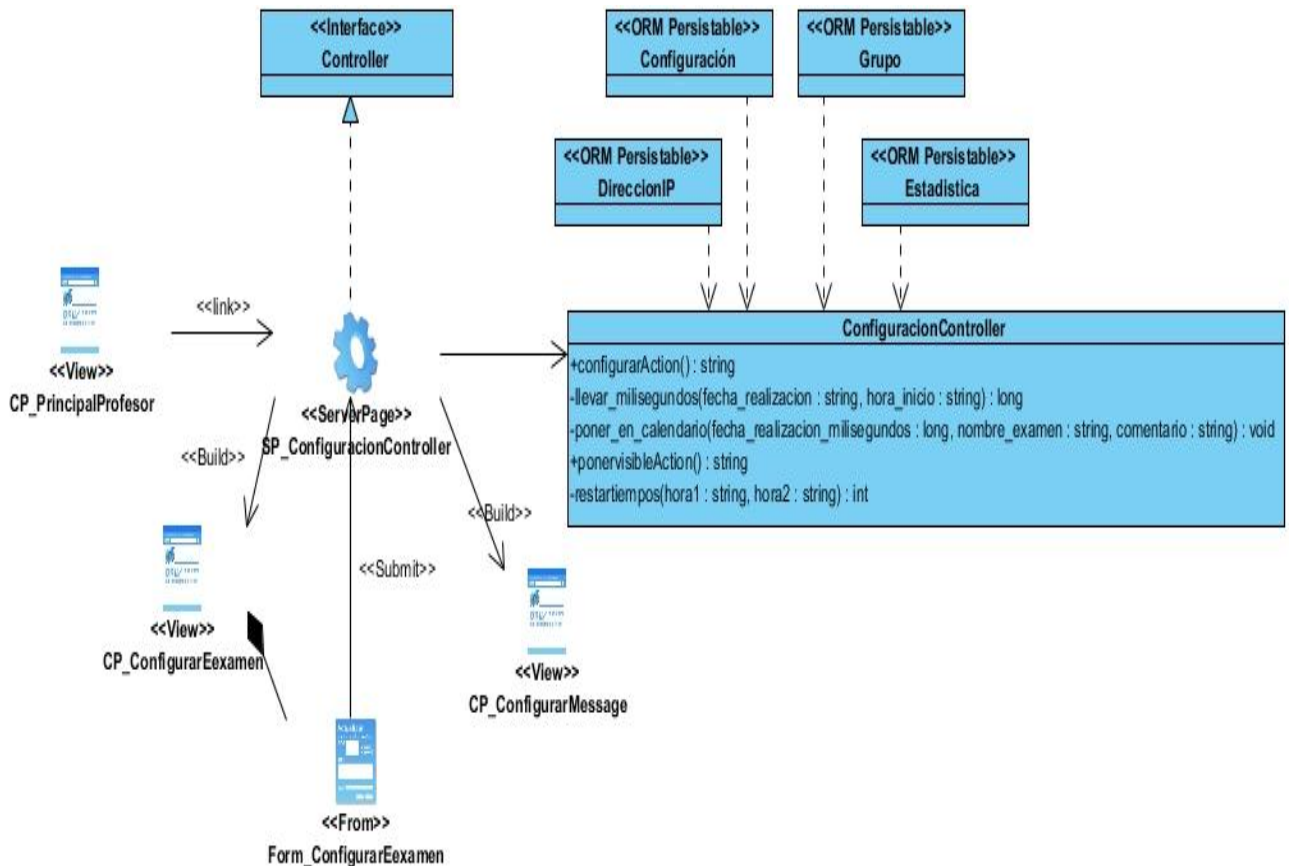 <<Interface>>
Controller
<<ORM Persistable>>
Configuración
<<ORM Persistable>>
Grupo
<<ORM Persistable>>
DireccionIP
<<ORM Persistable>>
Estadistica
<<link>>
<<View>>
CP_PrincipalProfesor
<<ServerPage>>
SP_ConfiguracionController
ConfiguracionController
+configurarAction() : string
-llevar_milisegundos(fecha_realizacion : string, hora_inicio : string) : long
-poner_en_calendario(fecha_realizacion_milisegundos : long, nombre_examen : string, comentario : string) : void
+ponervisibleAction() : string
-restartiempos(hora1 : string, hora2 : string) : int
<<Build>>
<<Build>>
<<Submit>>
<<View>>
CP_ConfigurarEexamen
<<View>>
CP_ConfigurarMessage
<<From>>
Form_ConfigurarEexamen